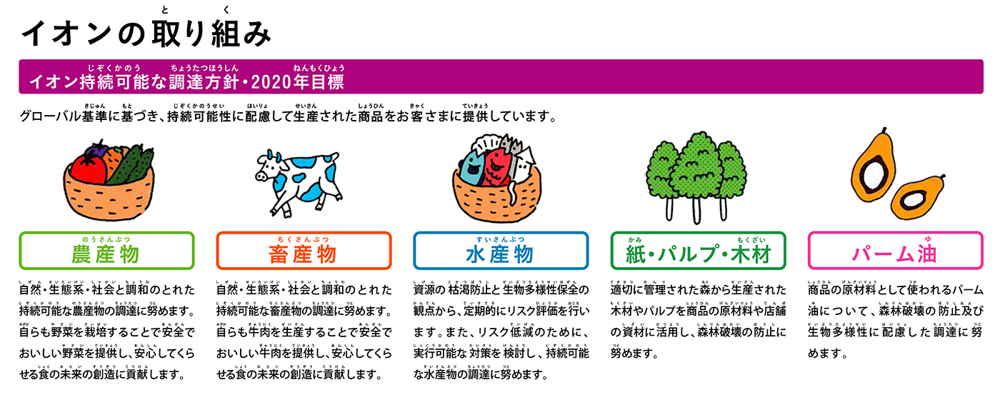 イオンの取り組み
イオン持続可能な調達方針・2020年目標
グローバル基準に基づき、持続可能性に配慮して生産された商品をお客さまに提供しています。
農産物
自然・生態系・社会と調和のとれた
持続可能な農産物の調達に努めます。
自らも野菜を栽培することで安全で
おいしい野菜を提供し、安心してくら
せる食の未来の創造に貢献します。
畜産物
自然・生態系・社会と調和のとれた
持続可能な畜産物の調達に努めます。
自らも牛肉を生産することで安全で
おいしい牛肉を提供し、安心してくら
せる食の未来の創造に貢献します。
水産物
資源の枯渇防止と生物多様性保全の
観点から、定期的にリスク評価を行い
ます。また、リスク低減のために、
実行可能な対策を検討し、持続可能
な水産物の調達に努めます。
紙・パルプ・木材
適切に管理された森から生産された
木材やパルプを商品の原材料や店舗
の資材に活用し、森林破壊の防止に
努めます。
パーム油
商品の原材料として使われるパーム
油について、森林破壊の防止及び
生物多様性に配慮した調達に努
めます。